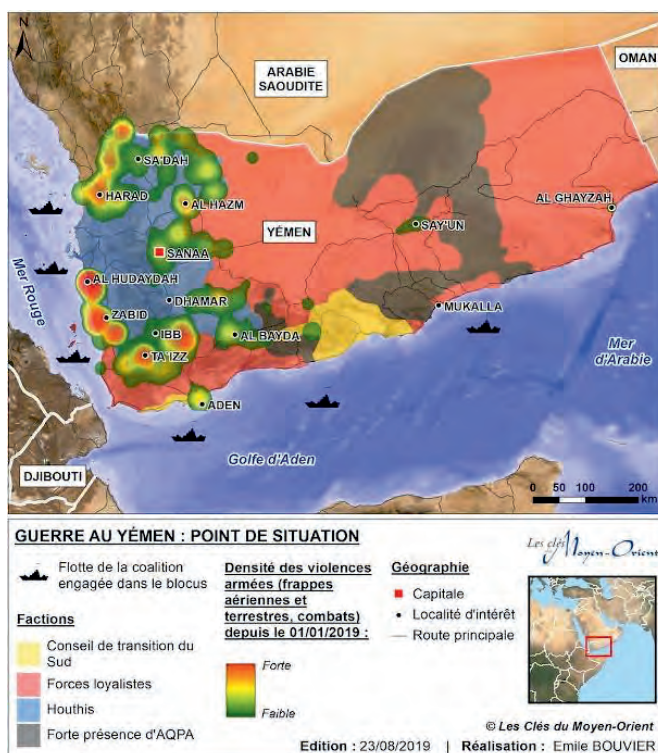 N
ARABIE
SAOUDITE
OMAN
SA'DAH
HARAD
AL HAZM
AL GHAYZAH
SAY'UN
YÉMEN
SANAA
Mer Rouge
AL HUDAYDAH
DHAMAR
MUKALLA
ZABID
IBB
AL BAYDA
TA'IZZ
Mer
d'Arabie
ADEN
Golfe d'Aden
DJIBOUTI
0 50 100 200
km
GUERRE AU YÉMEN : POINT DE SITUATION
Flotte de la coalition
engagée dans le blocus
Factions
Conseil de transition du
Sud
Forces loyalistes
Houthis
Forte présence d'AQPA
Densité des violences
armées (frappes
aériennes et
terrestres, combats)
depuis le 01/01/2019 :
Forte
Faible
Géographie
Capitale
Localité d'intérêt
Route principale
Les clés du Moyen-Orient
© Les Clés du Moyen-Orient
Edition : 23/08/2019 | Réalisation : Emile BOUVIER